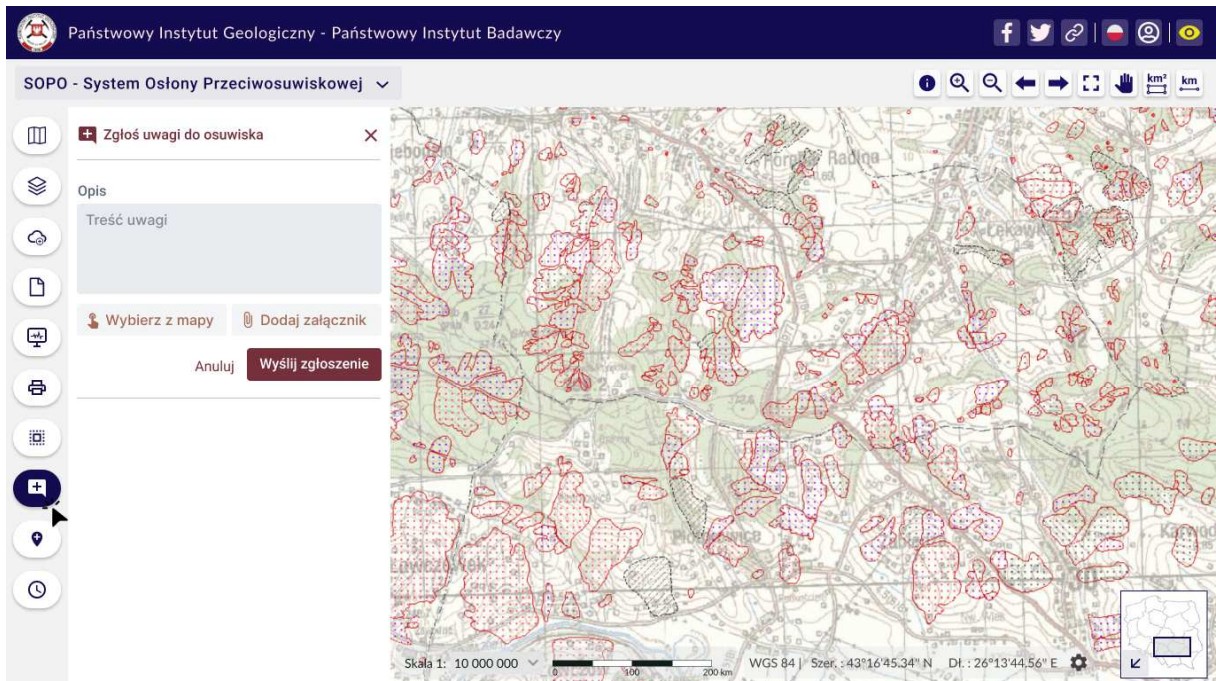 Państwowy Instytut Geologiczny - Państwowy Instytut Badawczy
SOPO - System Osłony Przeciwosuwiskowej
km²
km
Zgłoś uwagi do osuwiska
Opis
Treść uwagi
Wybierz z mapy
Dodaj załącznik
Anuluj
Wyślij zgłoszenie
Radlna
Łękawka
Skala 1: 10 000 000
0 100 200 km
WGS 84 | Szer. : 43°16'45.34" N Dł. : 26°13'44.56" E